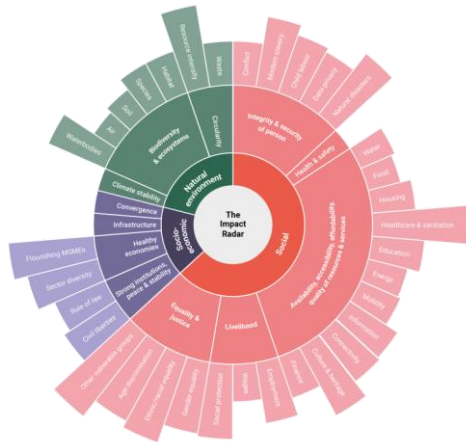 The
Impact
Radar
Social
Natural
environment
Socio-
economic
Integrity & security
of person
Health & safety
Availability, accessibility, affordability,
quality of resources & services
Livelihood
Equality &
justice
Strong institutions,
peace & stability
Healthy
economies
Infrastructure
Convergence
Climate stability
Biodiversity
& ecosystems
Circularity
Conflict
Modern slavery
Child labour
Data privacy
Natural disasters
Water
Food
Housing
Healthcare & sanitation
Education
Energy
Mobility
Information
Connectivity
Culture & heritage
Finance
Employment
Wages
Social protection
Gender equality
Ethnic/racial equality
Age discrimination
Other vulnerable groups
Civil liberties
Rule of law
Sector diversity
Flourishing MSMEs
Waterbodies
Air
Soil
Species
Habitat
Resource intensity
Waste